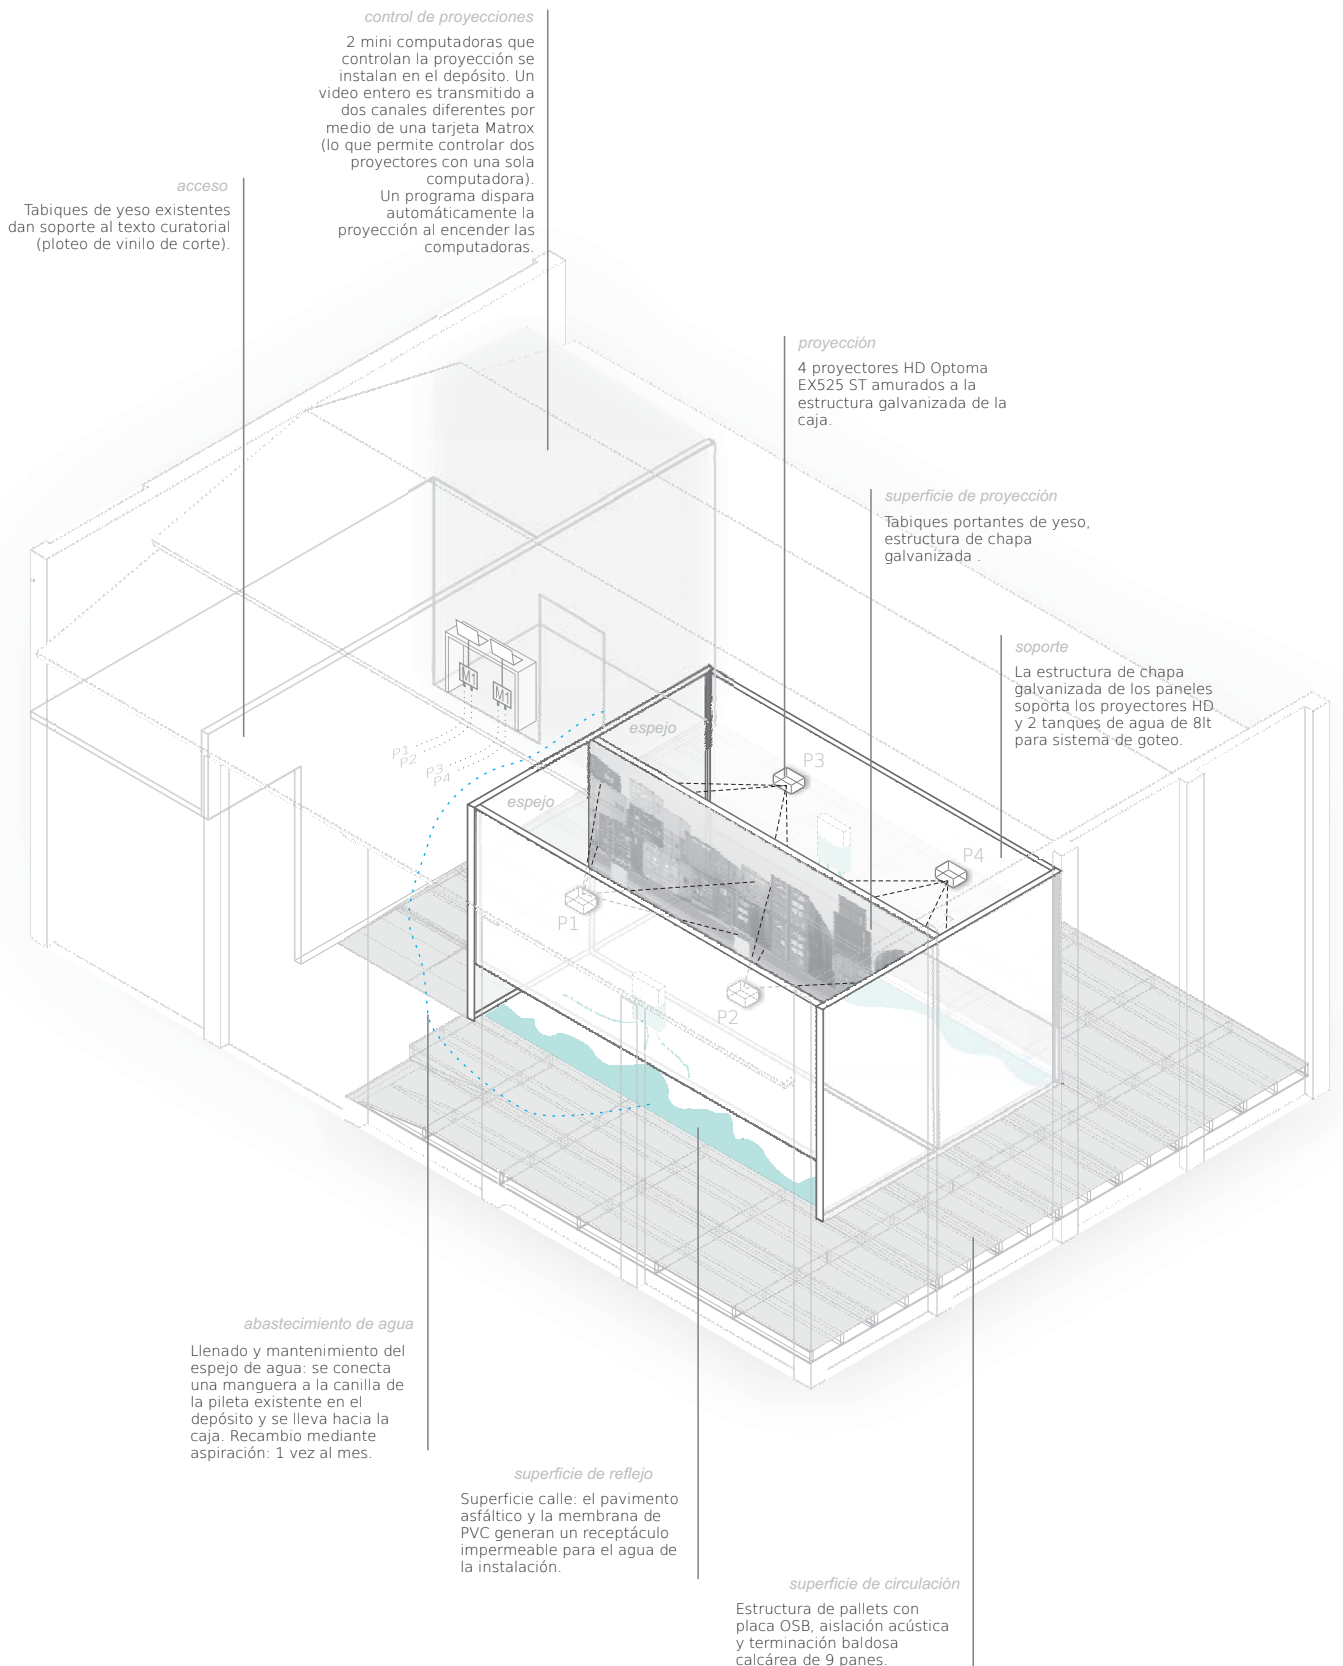 control de proyecciones
2 mini computadoras que
controlan la proyección se
instalan en el depósito. Un
video entero es transmitido a
dos canales diferentes por
medio de una tarjeta Matrox
(lo que permite controlar dos
proyectores con una sola
computadora).
Un programa dispara
automáticamente la
proyección al encender las
computadoras.
acceso
Tabiques de yeso existentes
dan soporte al texto curatorial
(ploteo de vinilo de corte).
proyección
4 proyectores HD Optoma
EX525 ST amurados a la
estructura galvanizada de la
caja.
superficie de proyección
Tabiques portantes de yeso,
estructura de chapa
galvanizada .
soporte
La estructura de chapa
galvanizada de los paneles
soporta los proyectores HD
y 2 tanques de agua de 8lt
para sistema de goteo.
M1
M1
P1
P2
P3
P4
espejo
espejo
P3
P4
P1
P2
abastecimiento de agua
Llenado y mantenimiento del
espejo de agua: se conecta
una manguera a la canilla de
la pileta existente en el
depósito y se lleva hacia la
caja. Recambio mediante
aspiración: 1 vez al mes.
superficie de reflejo
Superficie calle: el pavimento
asfáltico y la membrana de
PVC generan un receptáculo
impermeable para el agua de
la instalación.
superficie de circulación
Estructura de pallets con
placa OSB, aislación acústica
y terminación baldosa
calcárea de 9 panes.